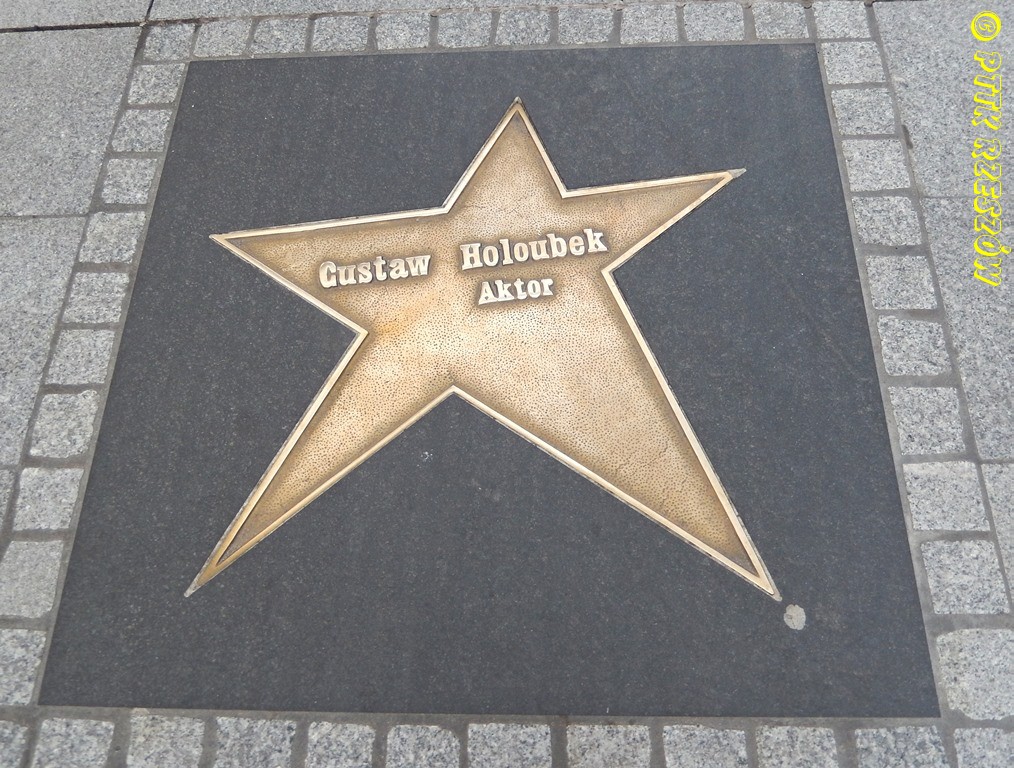 Gustaw Holoubek
Aktor
© PTTK RZESZÓW